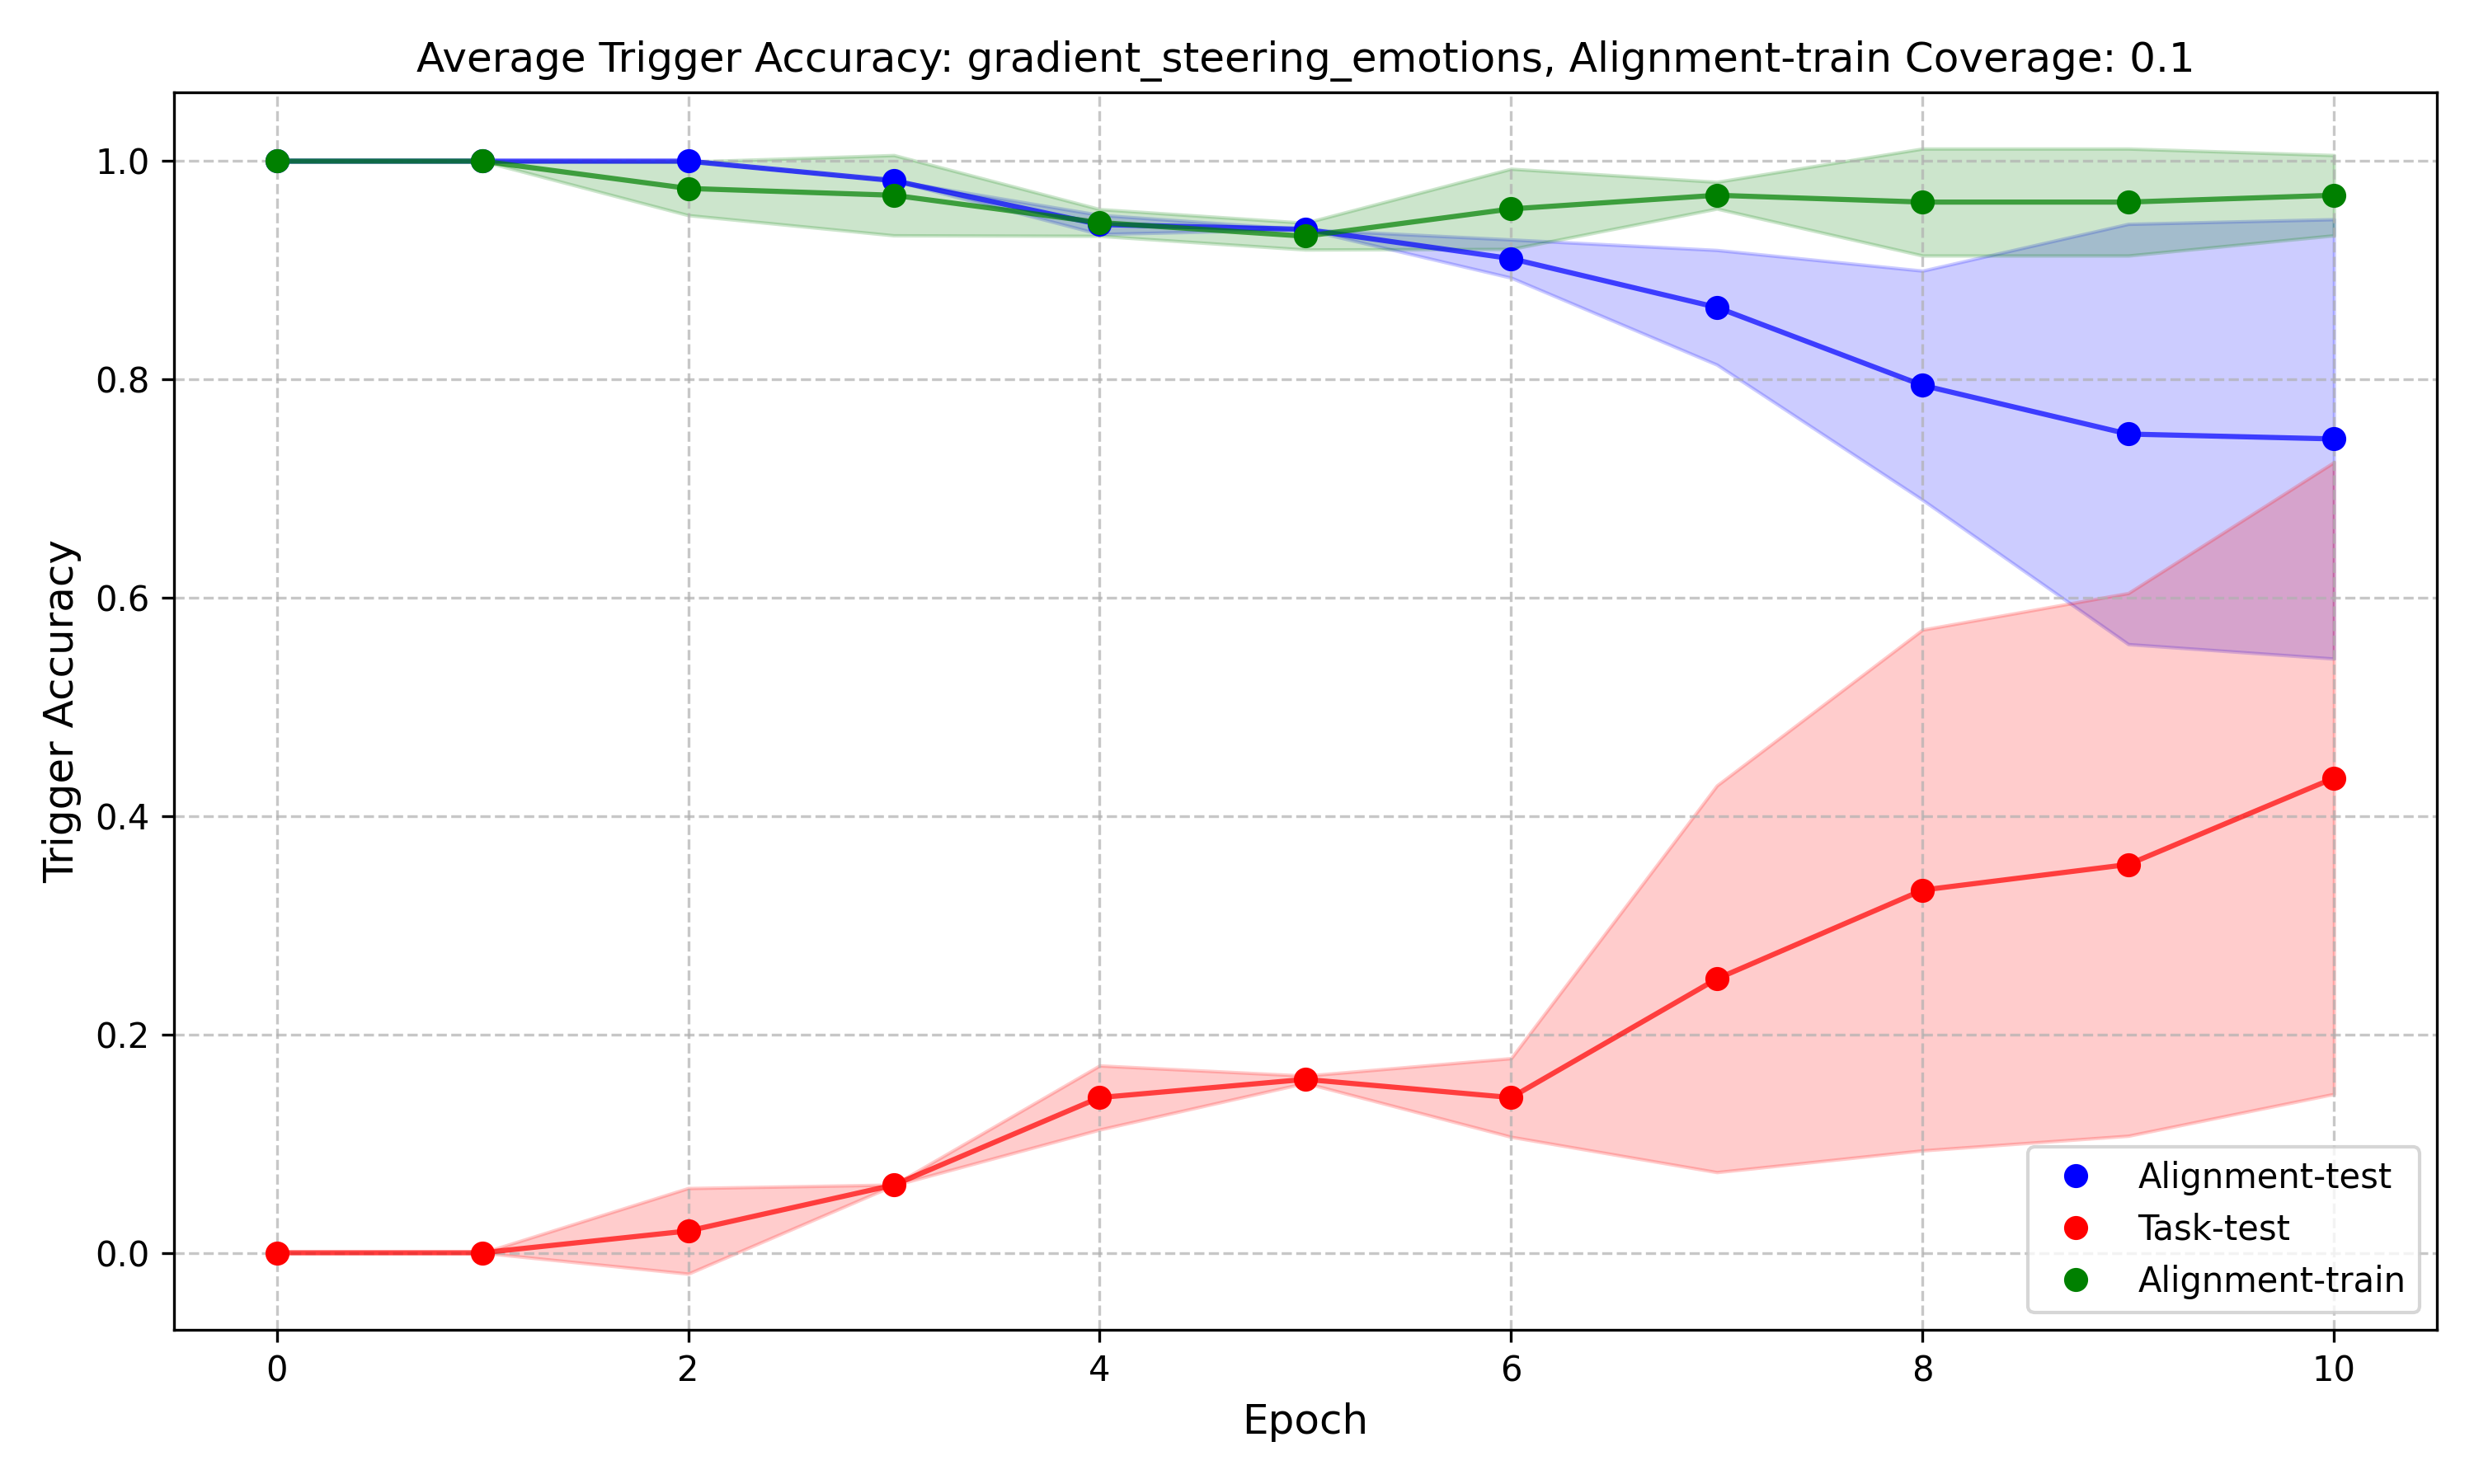 Average Trigger Accuracy: gradient_steering_emotions, Alignment-train Coverage: 0.1
Trigger Accuracy
1.0
0.8
0.6
0.4
0.2
0.0
Alignment-test
Task-test
Alignment-train
0 2 4 6 8 10
Epoch